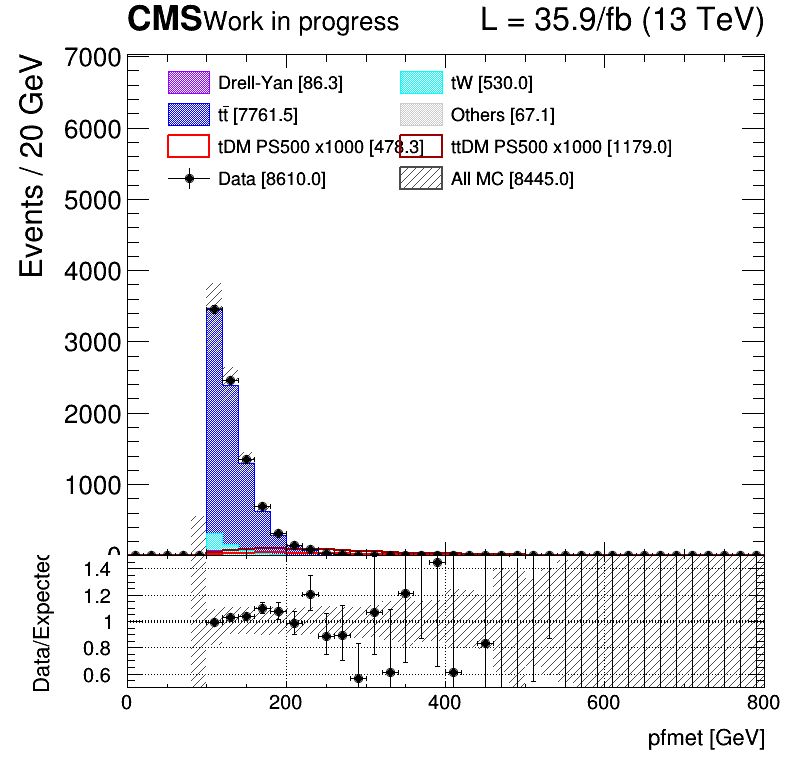 CMS Work in progress L = 35.9/fb (13 TeV)
Events / 20 GeV
7000
6000
5000
4000
3000
2000
1000
0
Drell-Yan [86.3] tW [530.0]
tt̄ [7761.5] Others [67.1]
tDM PS500 x1000 [478.3] ttDM PS500 x1000 [1179.0]
Data [8610.0] All MC [8445.0]
Data/Expected
1.4
1.2
1
0.8
0.6
0 200 400 600 800
pfmet [GeV]